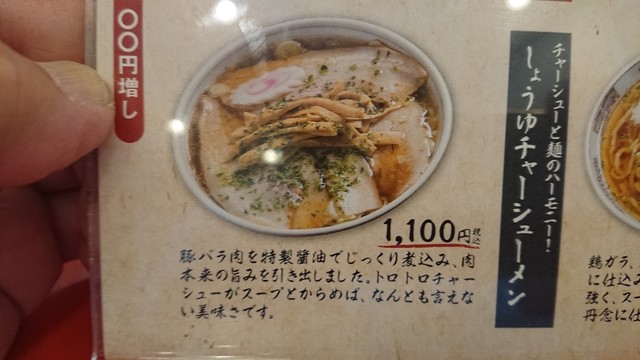 〇〇円増し
チャーシューと麺のハーモニー!
しょうゆチャーシューメン
1,100円税込
豚バラ肉を特製醤油でじっくり煮込み、肉
本来の旨みを引き出しました。トロトロチャー
シューがスープとからめば、なんとも言えな
い美味さです。
鶏ガラ、
に仕込み
強く、スー
丹念に仕